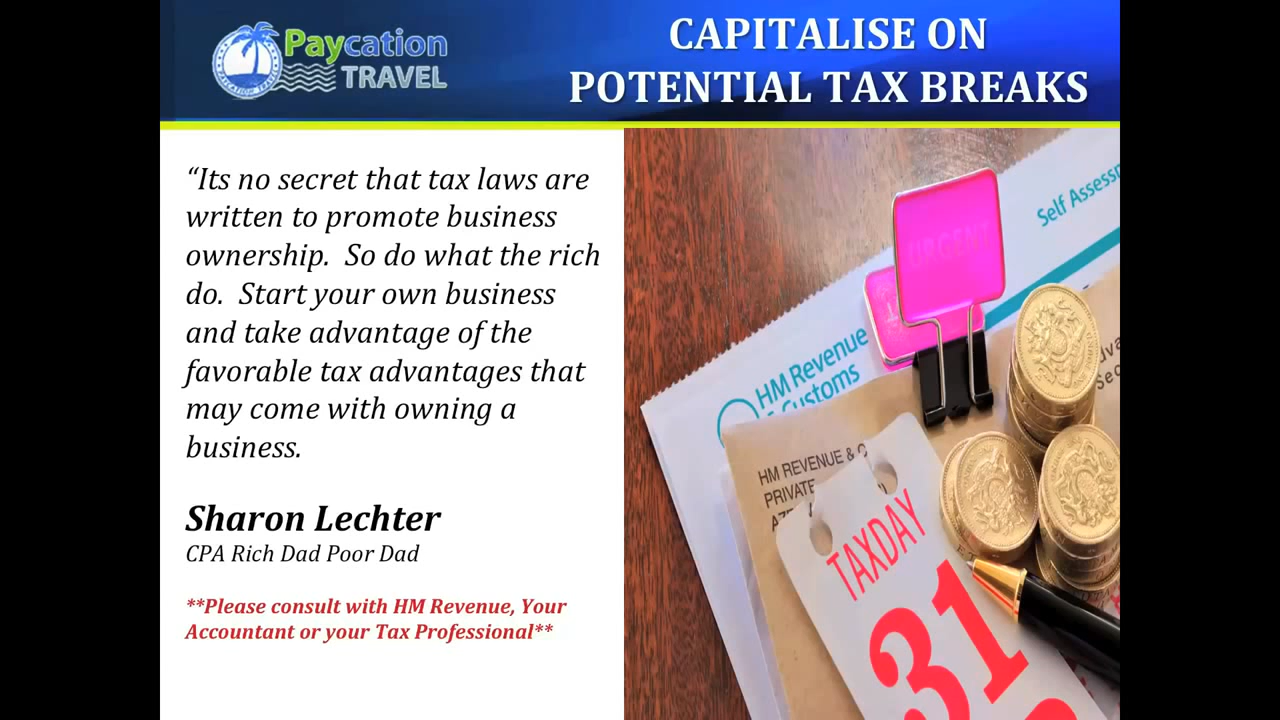 Paycation
TRAVEL
CAPITALISE ON
POTENTIAL TAX BREAKS
“Its no secret that tax laws are
written to promote business
ownership.  So do what the rich
do.  Start your own business
and take advantage of the
favorable tax advantages that
may come with owning a
business.
Sharon Lechter
CPA Rich Dad Poor Dad
**Please consult with HM Revenue, Your
Accountant or your Tax Professional**
URGENT
Self
HM Revenue
& Customs
HM REVENUE &
PRIVATE
TAXDAY
31